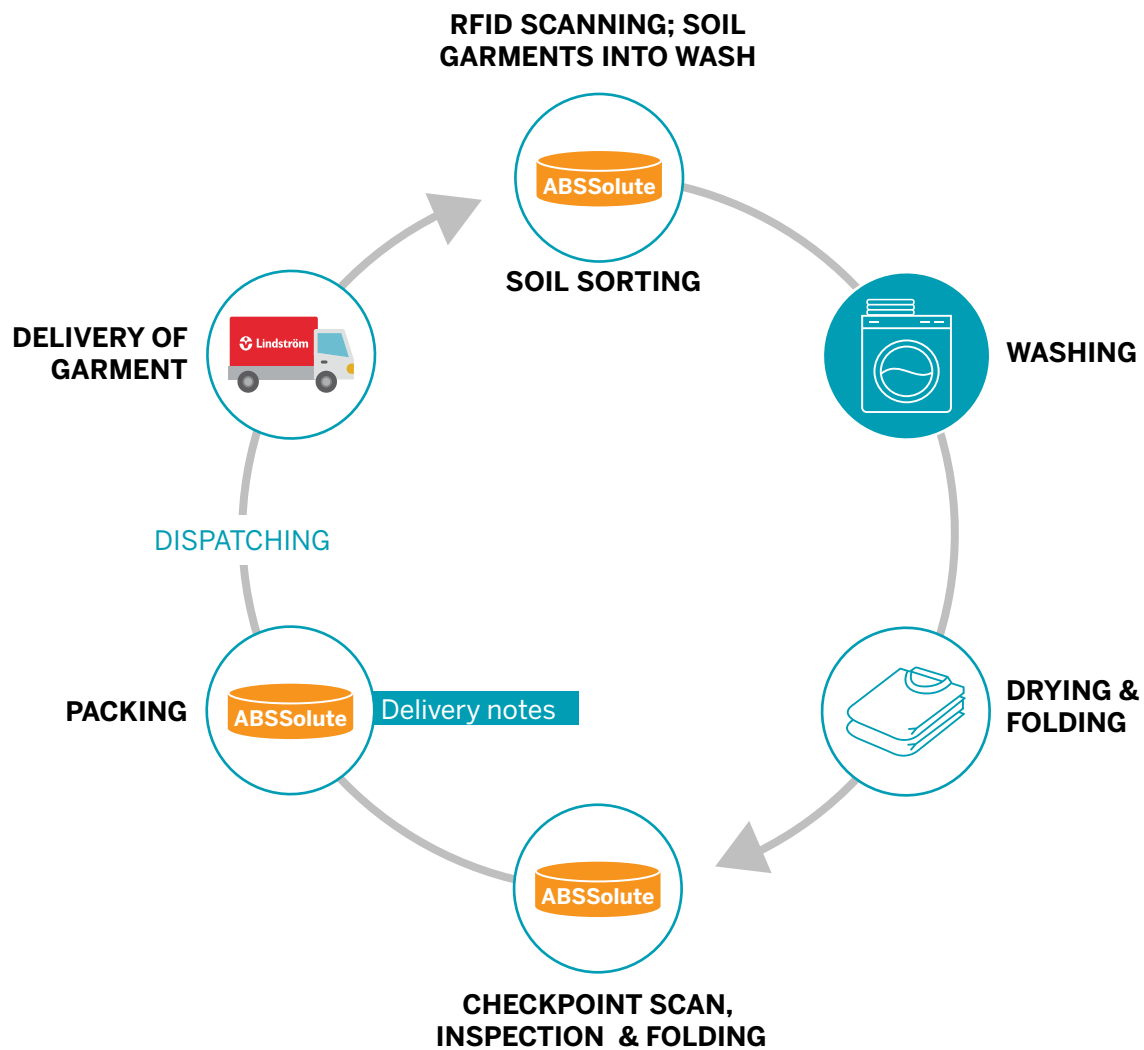 RFID SCANNING; SOIL
GARMENTS INTO WASH
ABSSolute
SOIL SORTING
DELIVERY OF
GARMENT
Lindström
WASHING
DISPATCHING
PACKING
ABSSolute
Delivery notes
DRYING &
FOLDING
ABSSolute
CHECKPOINT SCAN,
INSPECTION & FOLDING